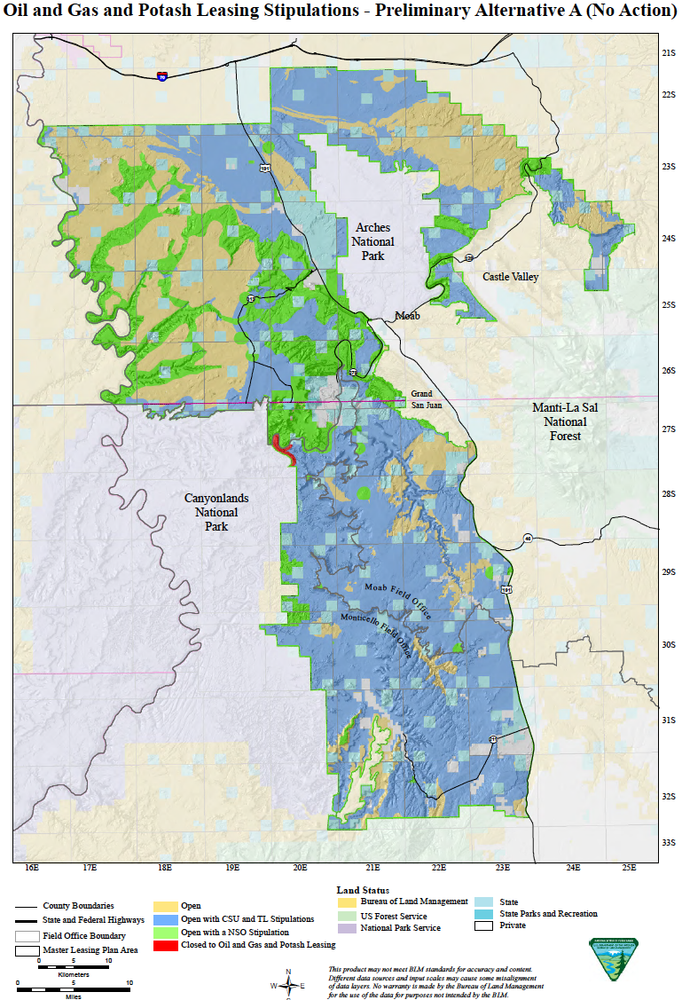 Oil and Gas and Potash Leasing Stipulations - Preliminary Alternative A (No Action)
21S
70
22S
191
23S
Arches
National
Park
24S
128
Castle Valley
313
25S
Moab
26S
279
Grand
San Juan
Manti-La Sal
National
Forest
27S
Canyonlands
National
Park
28S
46
29S
Moab Field Office
191
Monticello Field Office
30S
31S
211
32S
33S
16E 17E 18E 19E 20E 21E 22E 23E 24E 25E
County Boundaries
State and Federal Highways
Field Office Boundary
Master Leasing Plan Area
Open
Open with CSU and TL Stipulations
Open with a NSO Stipulation
Closed to Oil and Gas and Potash Leasing
Land Status
Bureau of Land Management
US Forest Service
National Park Service
State
State Parks and Recreation
Private
10 5 0 10
Kilometers
10 5 0 10
Miles
N
W E
This product may not meet BLM standards for accuracy and content.
Different data sources and input scales may cause some misalignment
of data layers. No warranty is made by the Bureau of Land Management
for the use of the data for purposes not intended by the BLM.